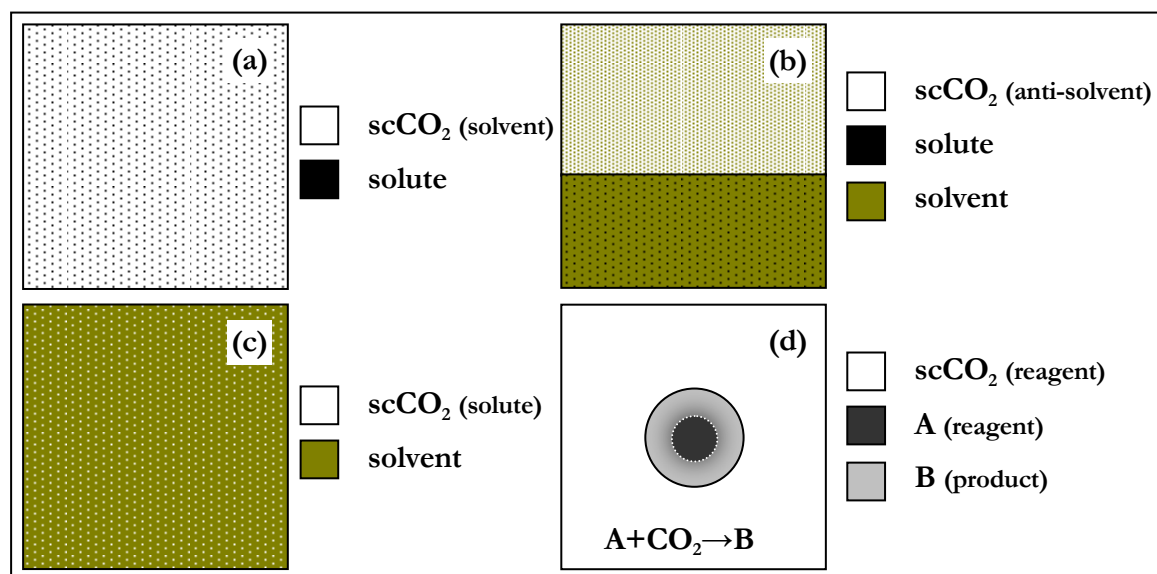 (a)
scCO₂ (solvent)
solute
(b)
scCO₂ (anti-solvent)
solute
solvent
(c)
scCO₂ (solute)
solvent
(d)
scCO₂ (reagent)
A (reagent)
B (product)
A+CO₂→B